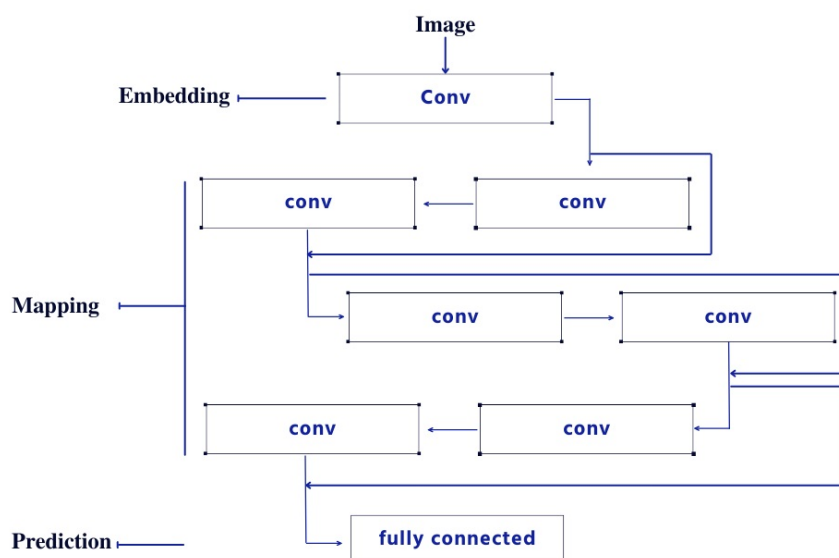 Image
Embedding
Conv
conv
conv
Mapping
conv
conv
conv
conv
Prediction
fully connected